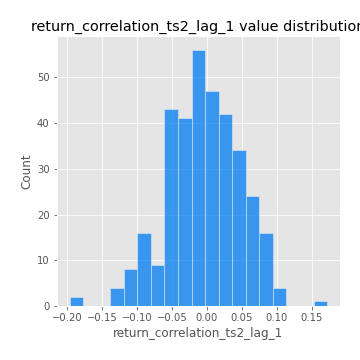 return_correlation_ts2_lag_1 value distribution
Count
50
40
30
20
10
0
−0.20 −0.15 −0.10 −0.05 0.00 0.05 0.10 0.15
return_correlation_ts2_lag_1